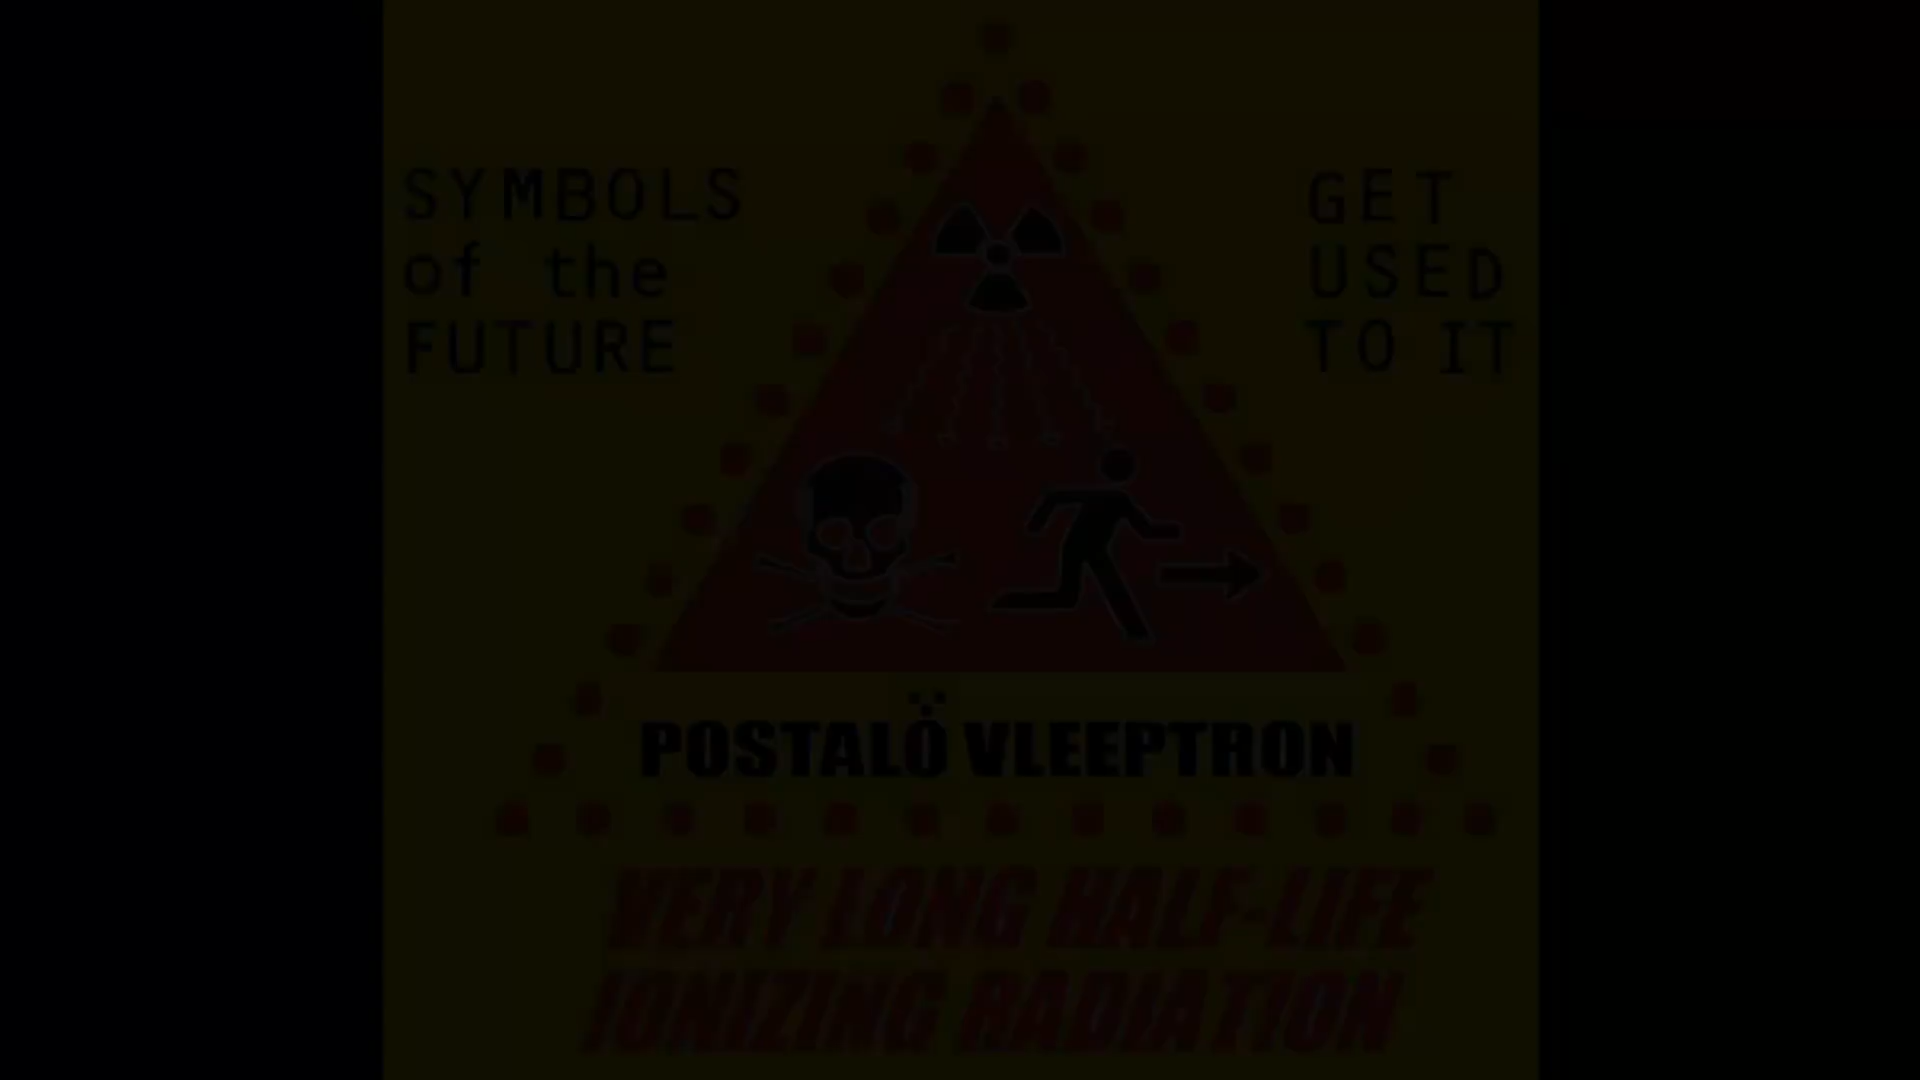 SYMBOLS
of the
FUTURE
GET
USED
TO IT
POSTALÖ VLEEPTRON
VERY LONG HALF-LIFE
IONIZING RADIATION